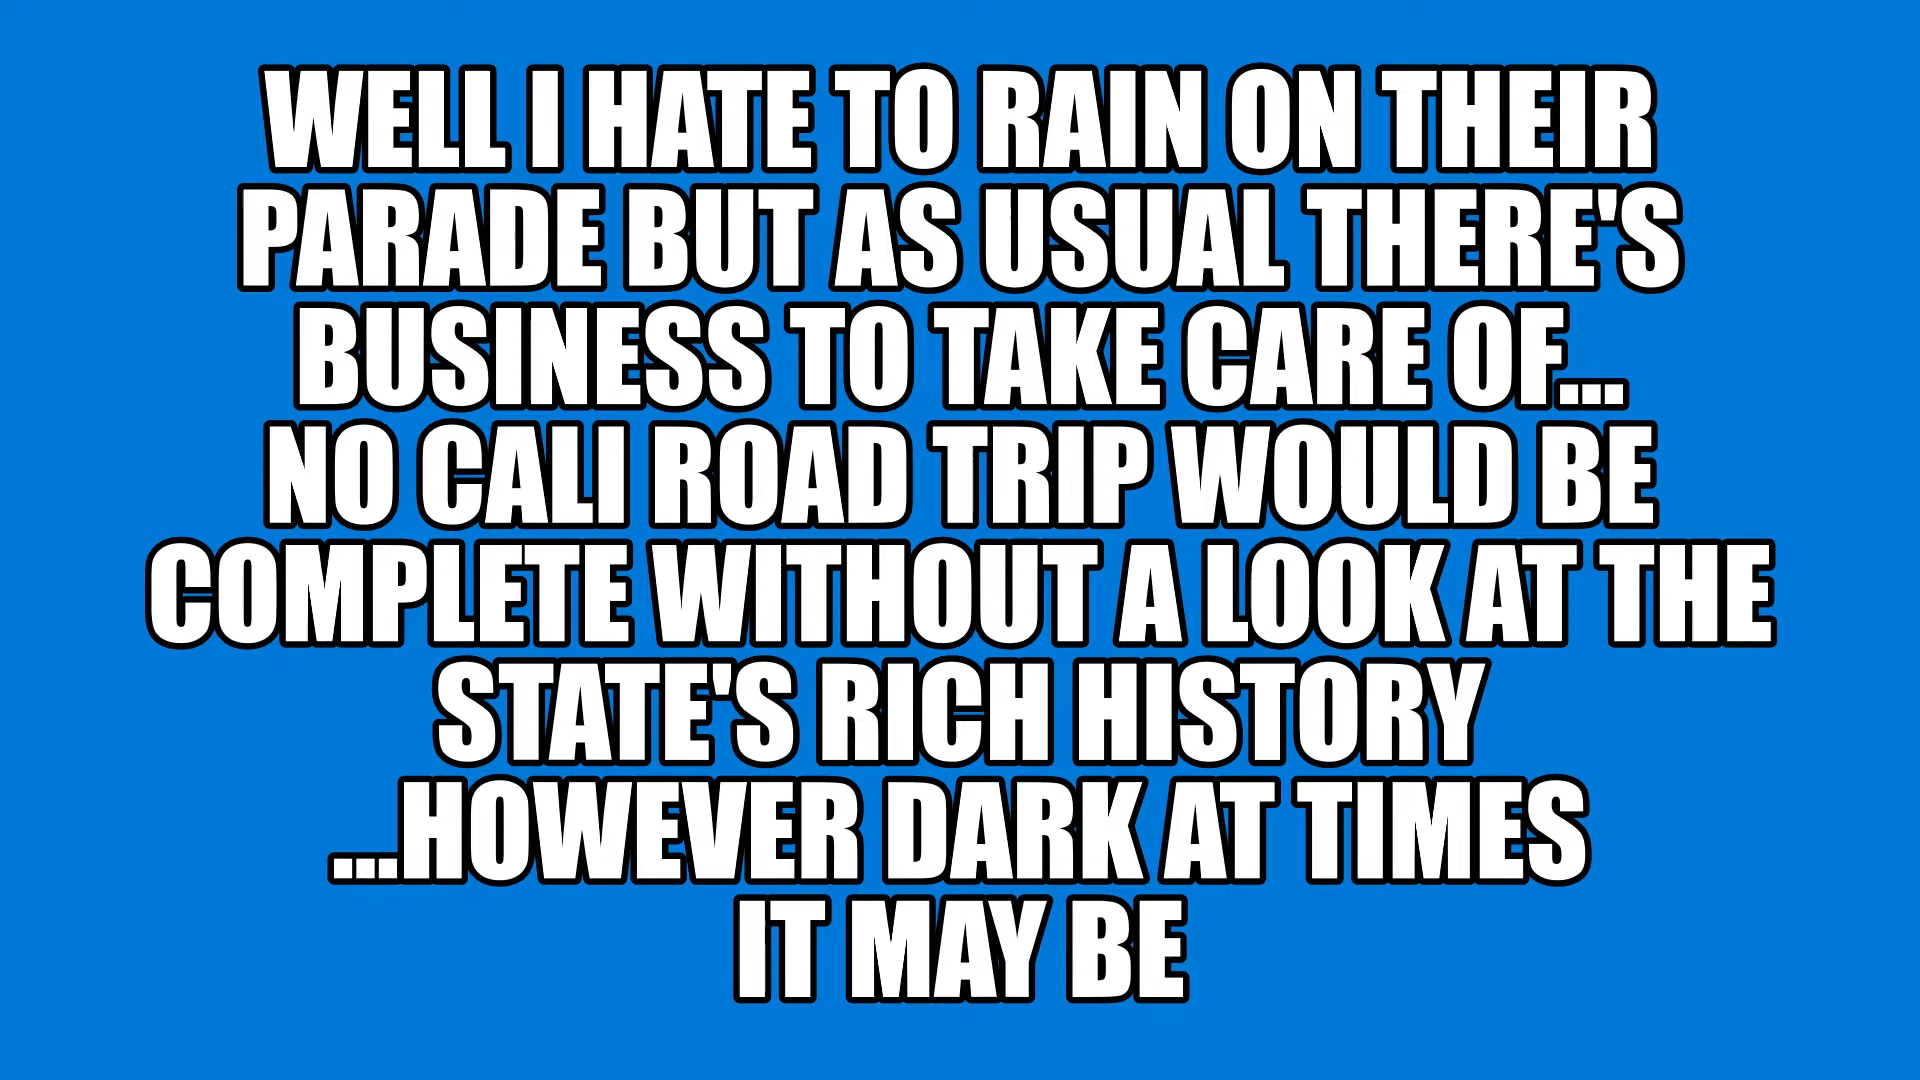 WELL I HATE TO RAIN ON THEIR
PARADE BUT AS USUAL THERE'S
BUSINESS TO TAKE CARE OF...
NO CALI ROAD TRIP WOULD BE
COMPLETE WITHOUT A LOOK AT THE
STATE'S RICH HISTORY
...HOWEVER DARK AT TIMES
IT MAY BE